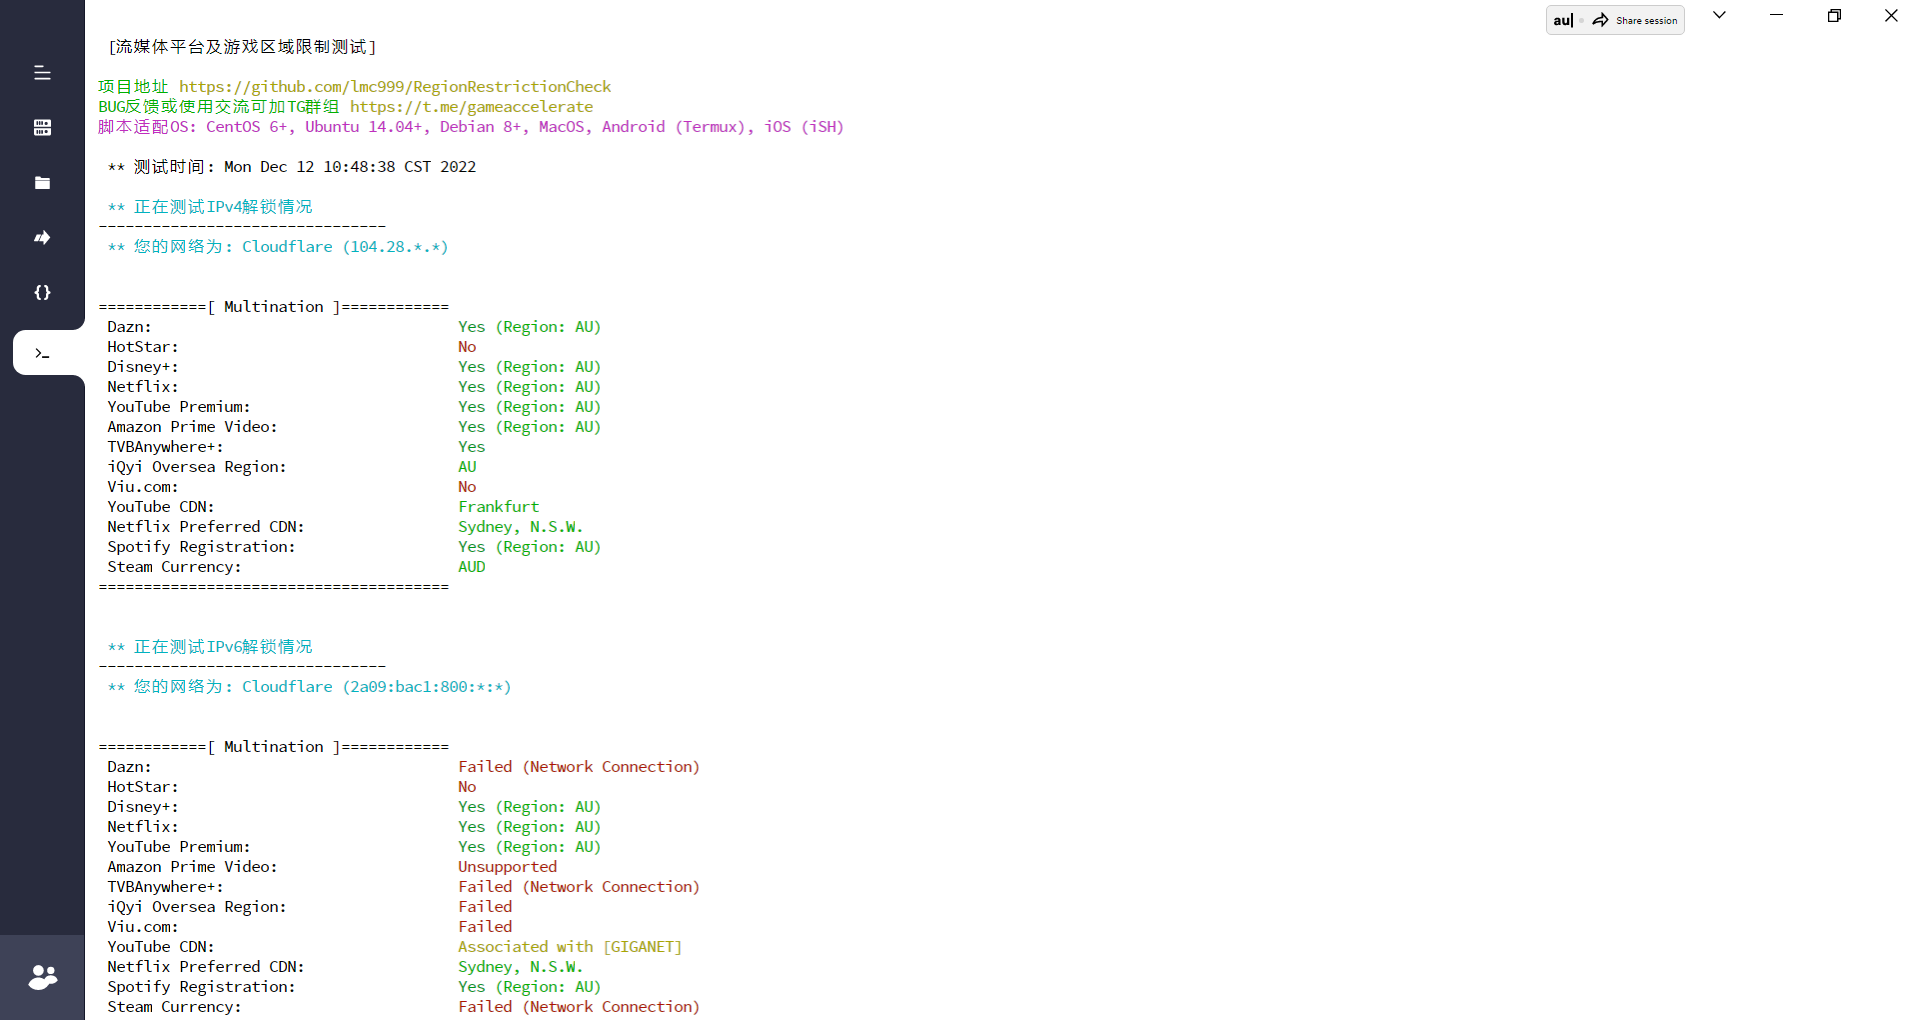 au| Share session
[流媒体平台及游戏区域限制测试]
项目地址 https://github.com/lmc999/RegionRestrictionCheck
BUG反馈或使用交流可加TG群组 https://t.me/gameaccelerate
脚本适配OS: CentOS 6+, Ubuntu 14.04+, Debian 8+, MacOS, Android (Termux), iOS (iSH)
** 测试时间: Mon Dec 12 10:48:38 CST 2022
** 正在测试IPv4解锁情况
--------------------------------
** 您的网络为: Cloudflare (104.28.*.*)
============[ Multination ]============
Dazn: Yes (Region: AU)
HotStar: No
Disney+: Yes (Region: AU)
Netflix: Yes (Region: AU)
YouTube Premium: Yes (Region: AU)
Amazon Prime Video: Yes (Region: AU)
TVBAnywhere+: Yes
iQyi Oversea Region: AU
Viu.com: No
YouTube CDN: Frankfurt
Netflix Preferred CDN: Sydney, N.S.W.
Spotify Registration: Yes (Region: AU)
Steam Currency: AUD
=======================================
** 正在测试IPv6解锁情况
--------------------------------
** 您的网络为: Cloudflare (2a09:bac1:800:*:*)
============[ Multination ]============
Dazn: Failed (Network Connection)
HotStar: No
Disney+: Yes (Region: AU)
Netflix: Yes (Region: AU)
YouTube Premium: Yes (Region: AU)
Amazon Prime Video: Unsupported
TVBAnywhere+: Failed (Network Connection)
iQyi Oversea Region: Failed
Viu.com: Failed
YouTube CDN: Associated with [GIGANET]
Netflix Preferred CDN: Sydney, N.S.W.
Spotify Registration: Yes (Region: AU)
Steam Currency: Failed (Network Connection)